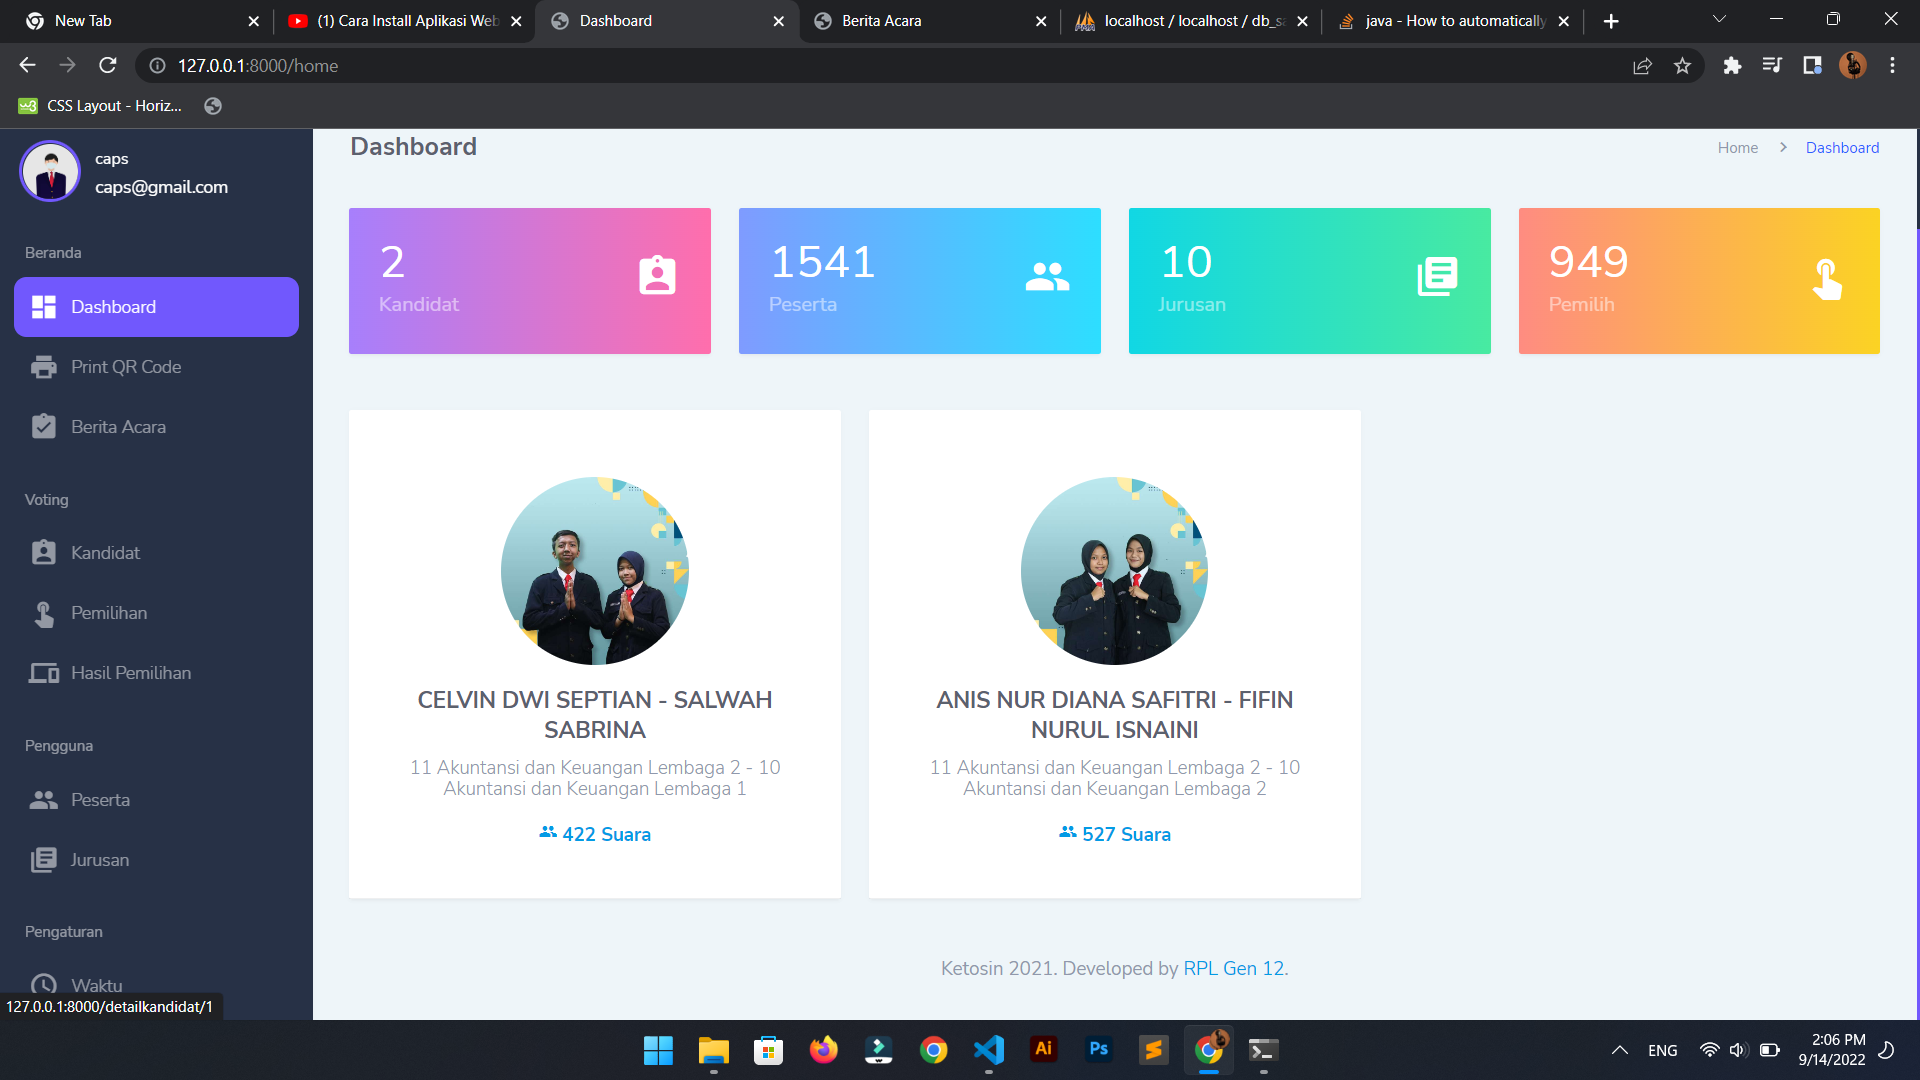 New Tab
(1) Cara Install Aplikasi Web
Dashboard
Berita Acara
localhost / localhost / db_sa
java - How to automatically
127.0.0.1:8000/home
CSS Layout - Horiz...
caps
caps@gmail.com
Beranda
Dashboard
Print QR Code
Berita Acara
Voting
Kandidat
Pemilihan
Hasil Pemilihan
Pengguna
Peserta
Jurusan
Pengaturan
Waktu
127.0.0.1:8000/detailkandidat/1
Dashboard
Home > Dashboard
2
Kandidat
1541
Peserta
10
Jurusan
949
Pemilih
CELVIN DWI SEPTIAN - SALWAH
SABRINA
11 Akuntansi dan Keuangan Lembaga 2 - 10
Akuntansi dan Keuangan Lembaga 1
422 Suara
ANIS NUR DIANA SAFITRI - FIFIN
NURUL ISNAINI
11 Akuntansi dan Keuangan Lembaga 2 - 10
Akuntansi dan Keuangan Lembaga 2
527 Suara
Ketosin 2021. Developed by RPL Gen 12.
Ai
Ps
ENG
2:06 PM
9/14/2022